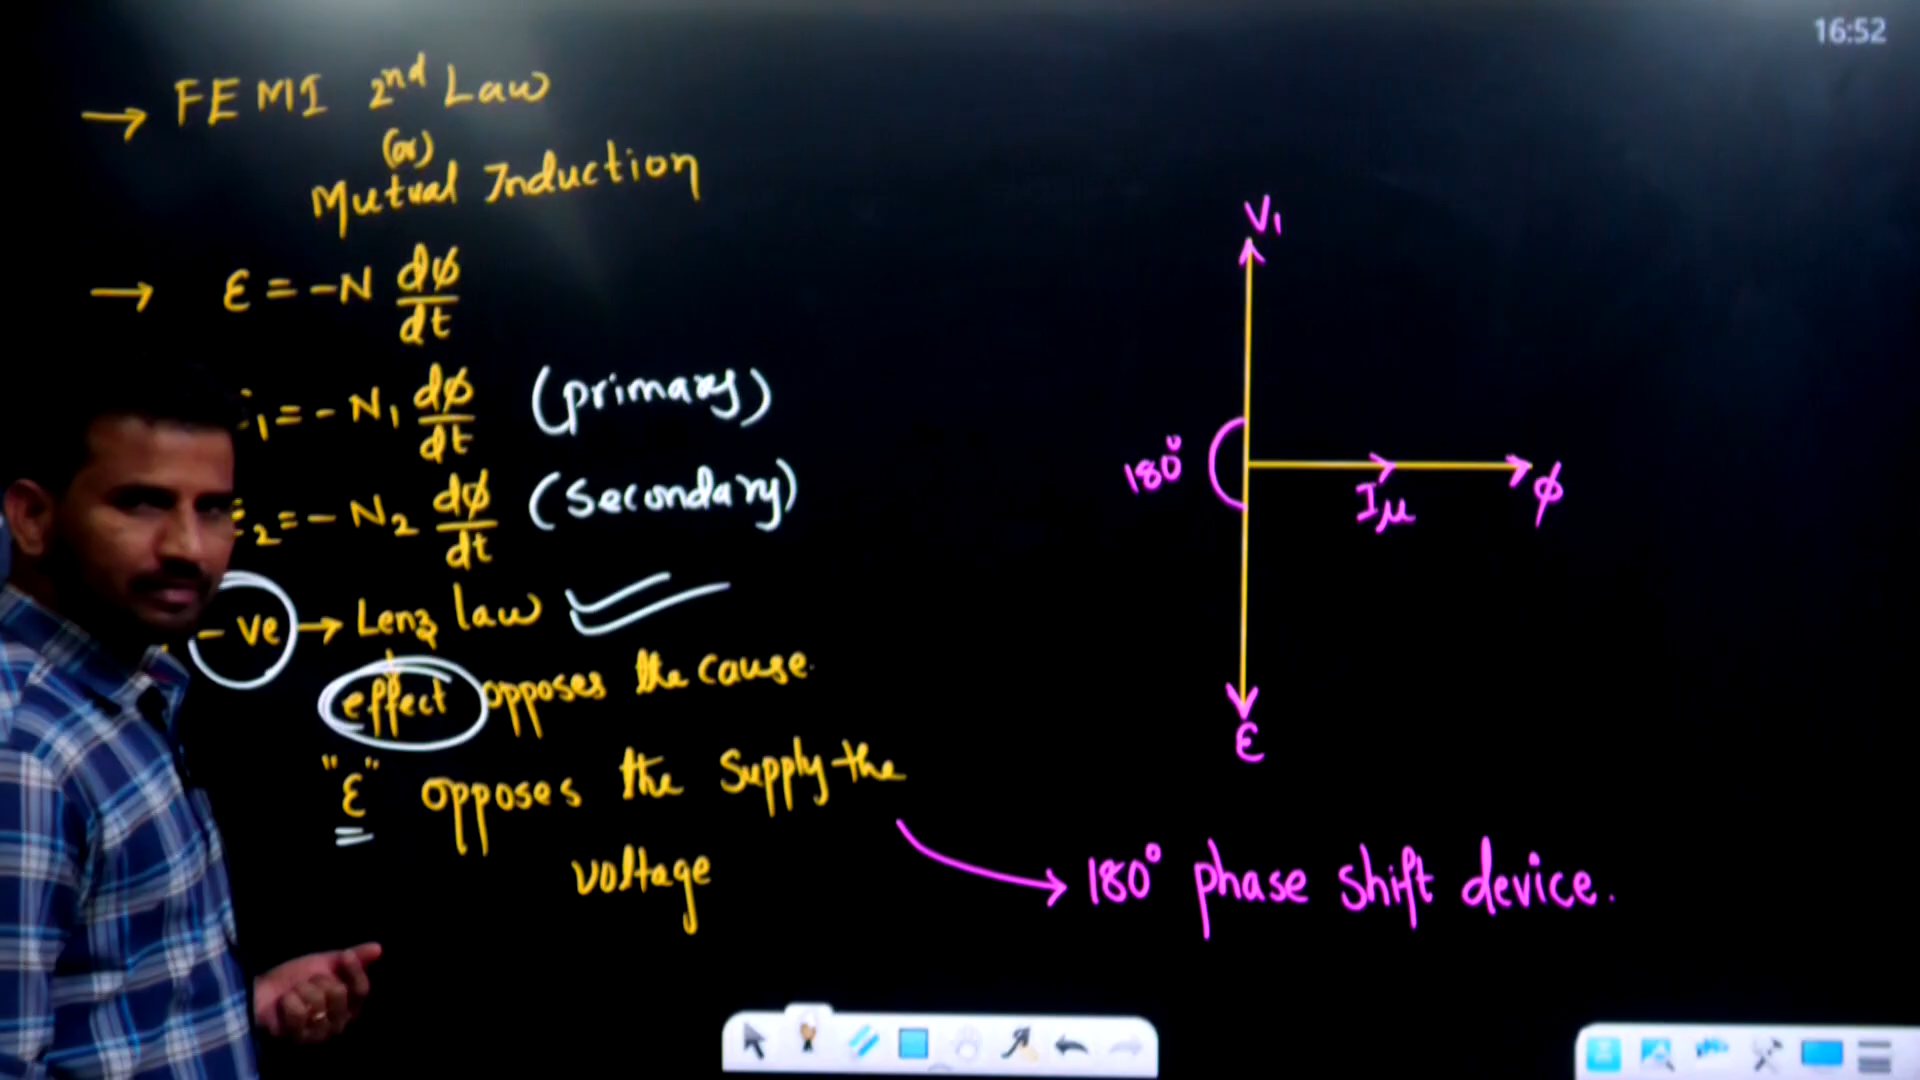 16:52
→ FEMI 2nd Law
(or)
Mutual Induction
→ ε = -N dφ/dt
1 = - N1 dφ/dt (primary)
ε2 = - N2 dφ/dt (Secondary)
- ve → Lenz law
effect opposes the cause.
"ε" opposes the Supply the
voltage
V1
180°
Iμ
φ
ε
→ 180° phase shift device.